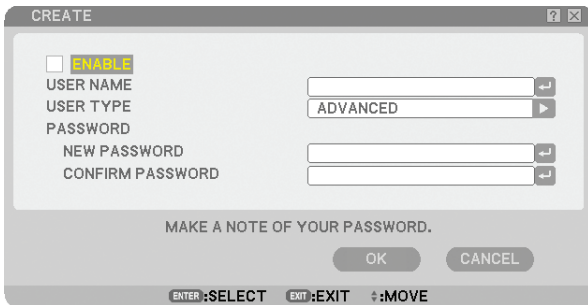 CREATE
ENABLE
USER NAME
USER TYPE ADVANCED
PASSWORD
NEW PASSWORD
CONFIRM PASSWORD
MAKE A NOTE OF YOUR PASSWORD.
OK CANCEL
ENTER:SELECT EXIT:EXIT :MOVE